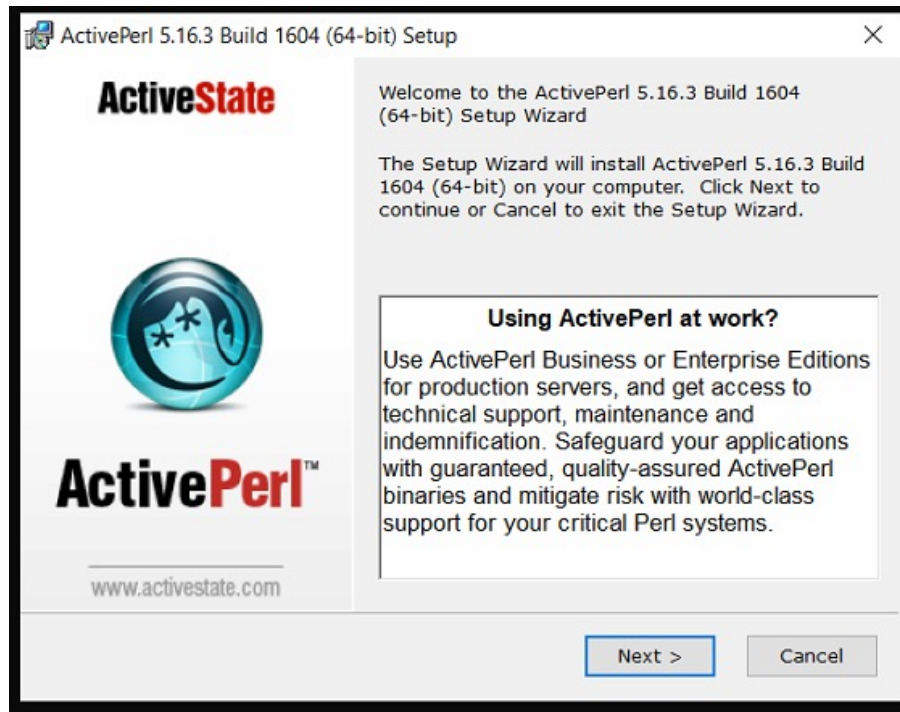 ActivePerl 5.16.3 Build 1604 (64-bit) Setup
ActiveState
Welcome to the ActivePerl 5.16.3 Build 1604
(64-bit) Setup Wizard
The Setup Wizard will install ActivePerl 5.16.3 Build
1604 (64-bit) on your computer. Click Next to
continue or Cancel to exit the Setup Wizard.
ActivePerl™
www.activestate.com
Using ActivePerl at work?
Use ActivePerl Business or Enterprise Editions
for production servers, and get access to
technical support, maintenance and
indemnification. Safeguard your applications
with guaranteed, quality-assured ActivePerl
binaries and mitigate risk with world-class
support for your critical Perl systems.
Next >
Cancel